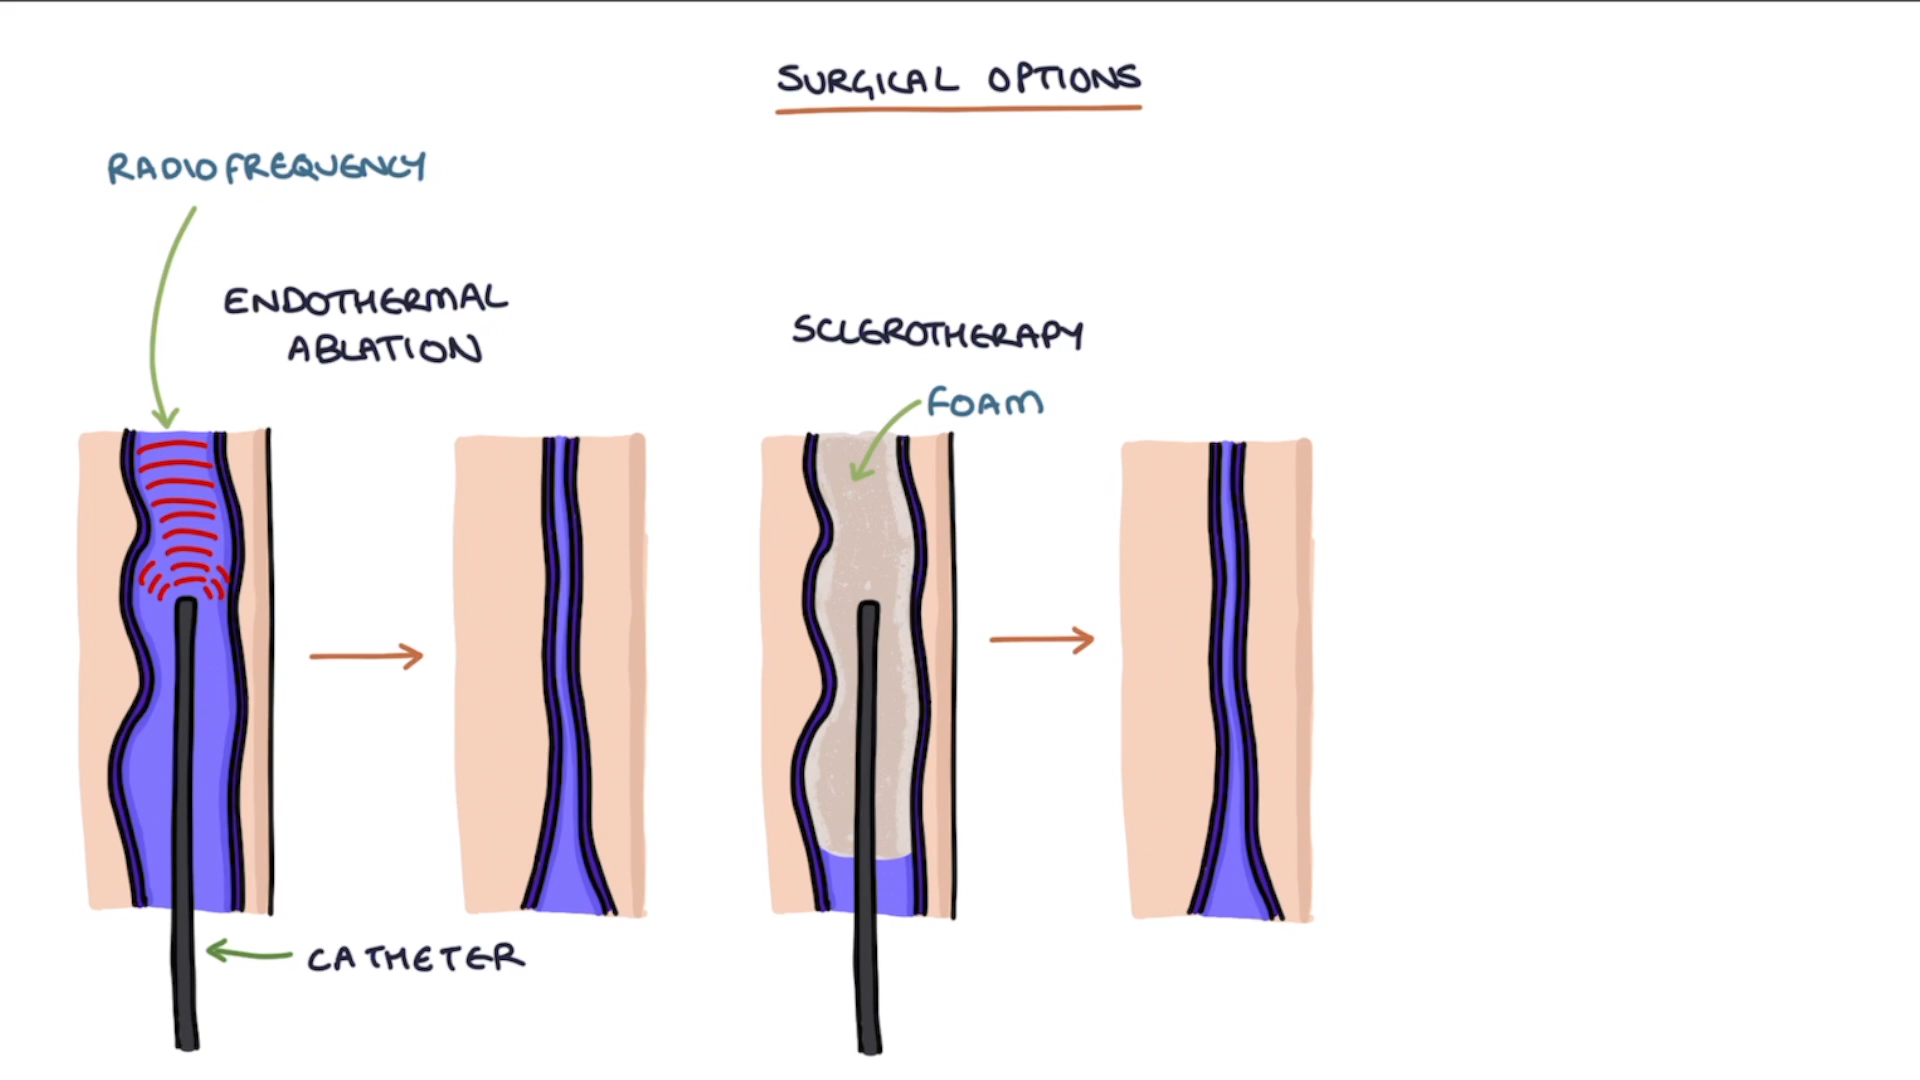 SURGICAL OPTIONS
RADIOFREQUENCY
ENDOTHERMAL
ABLATION
SCLEROTHERAPY
FOAM
CATHETER